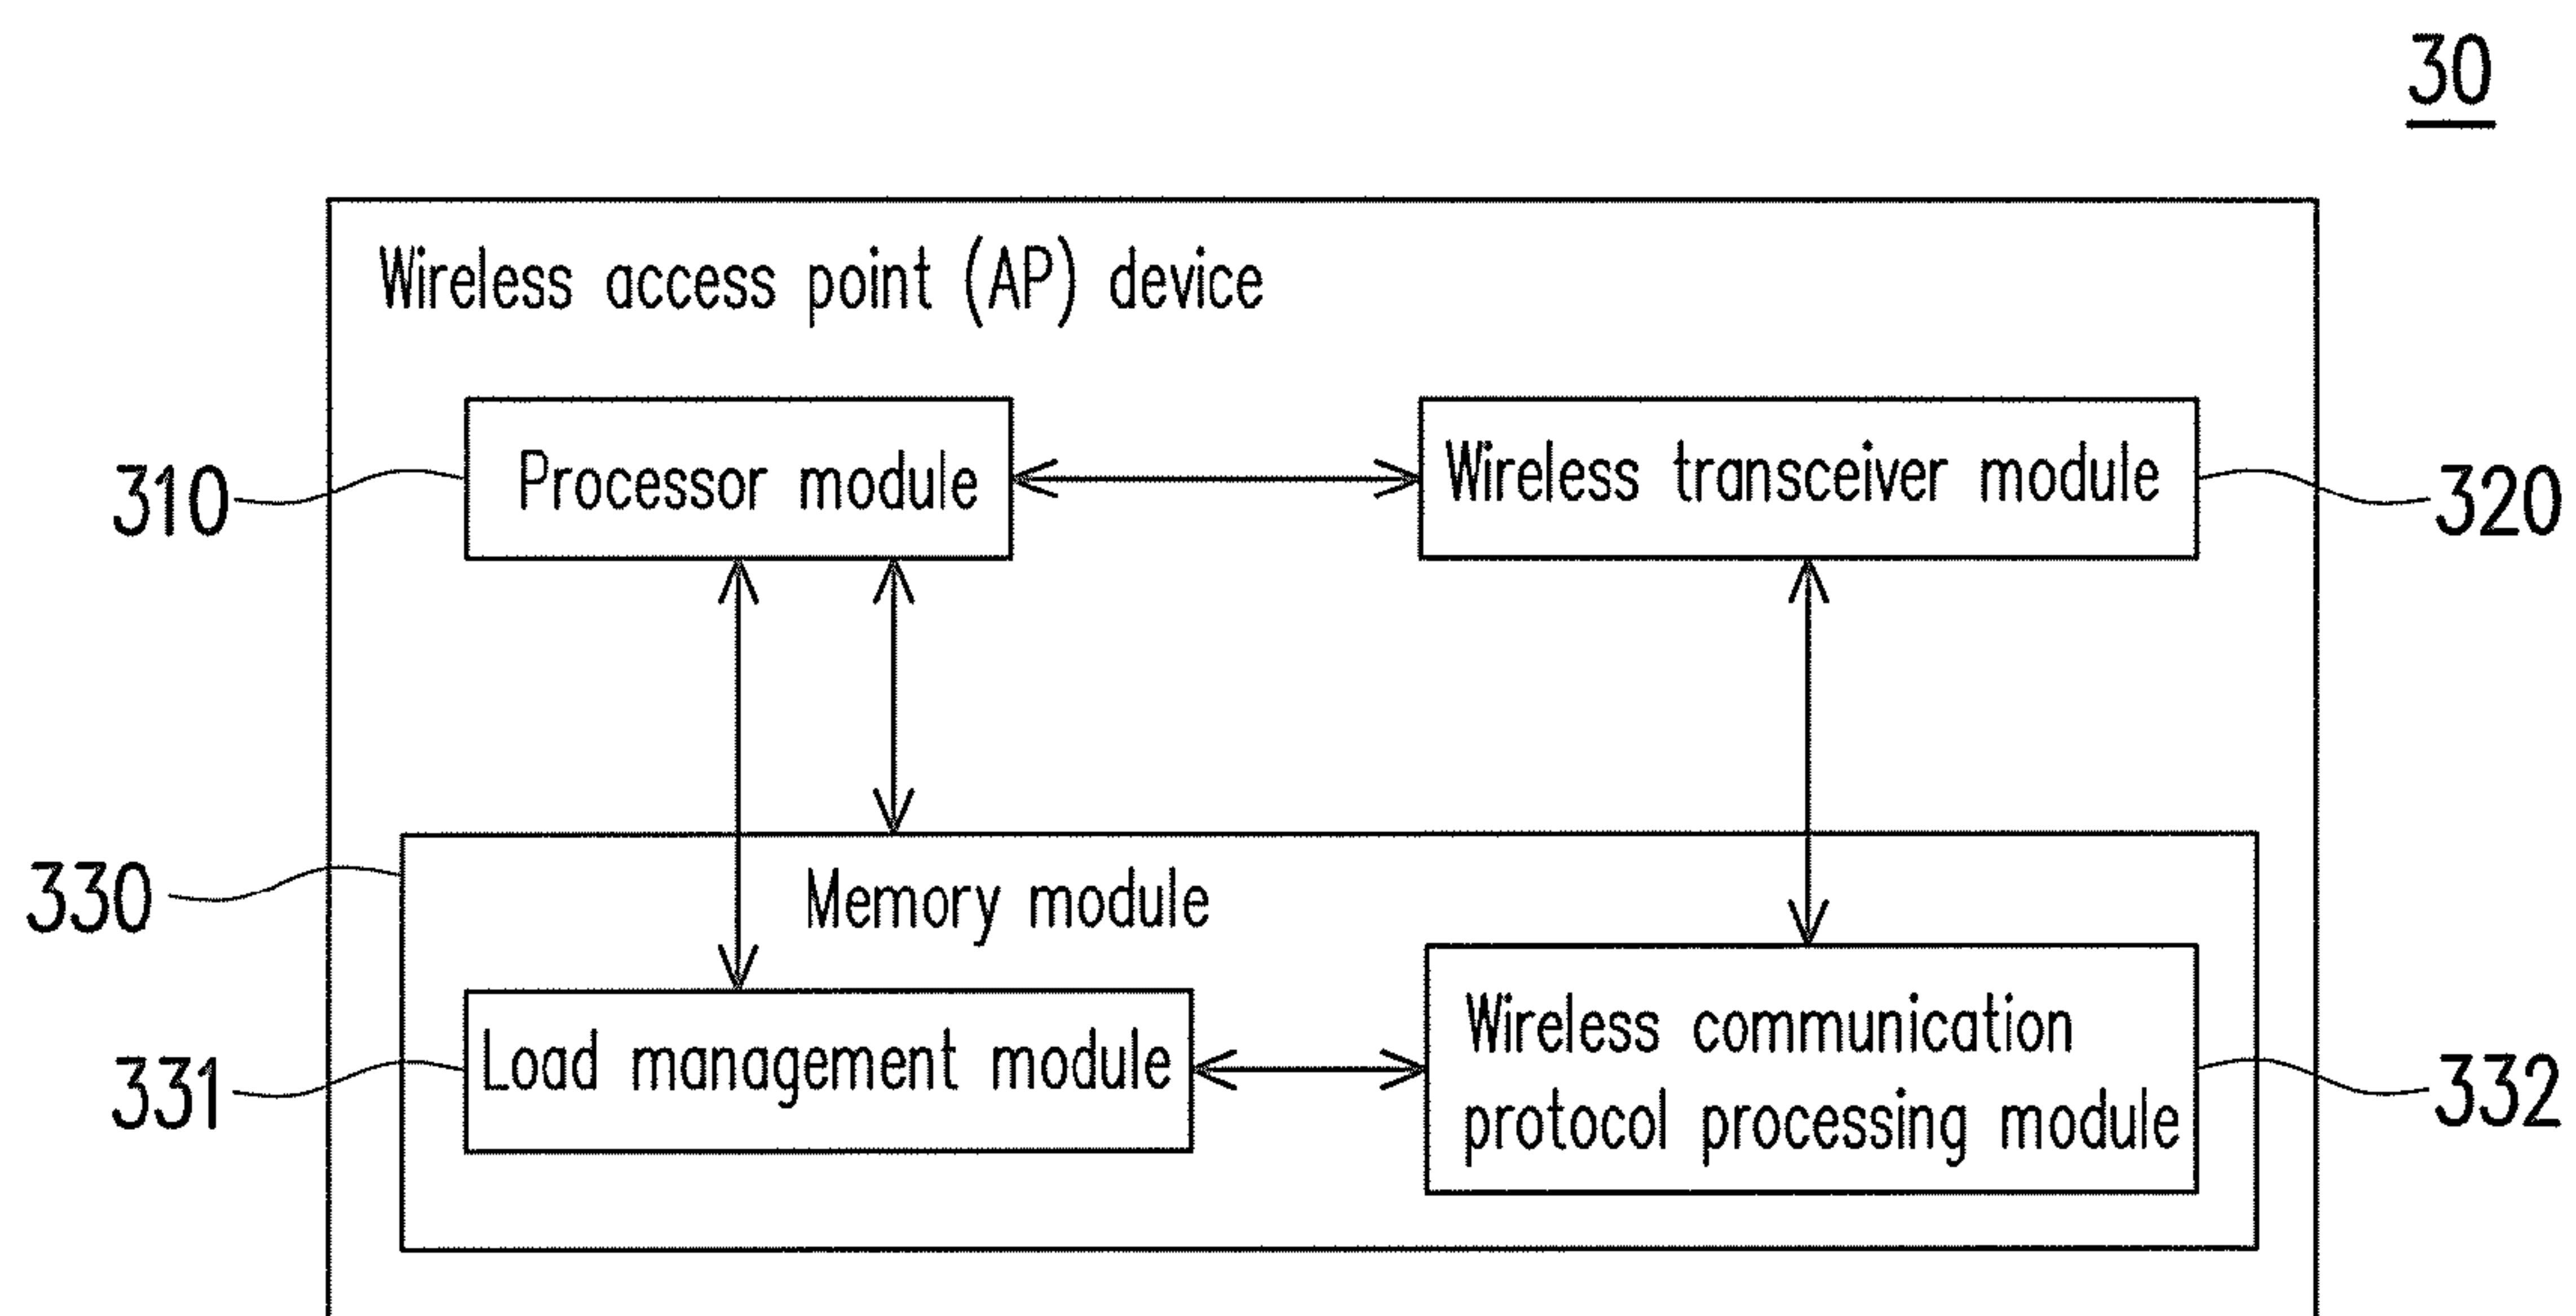 30
Wireless access point (AP) device
310
Processor module
Wireless transceiver module
320
330
Memory module
331
Load management module
Wireless communication
protocol processing module
332